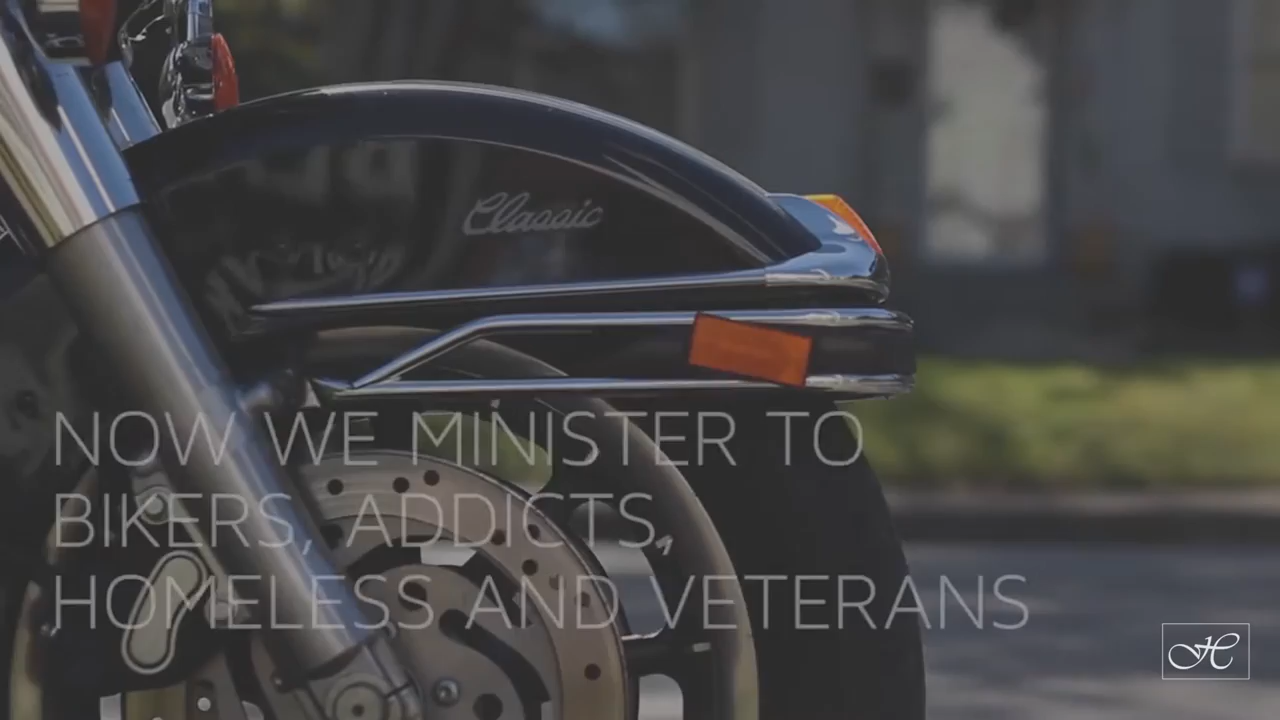 Classic
NOW WE MINISTER TO
BIKERS, ADDICTS,
HOMELESS AND VETERANS
H